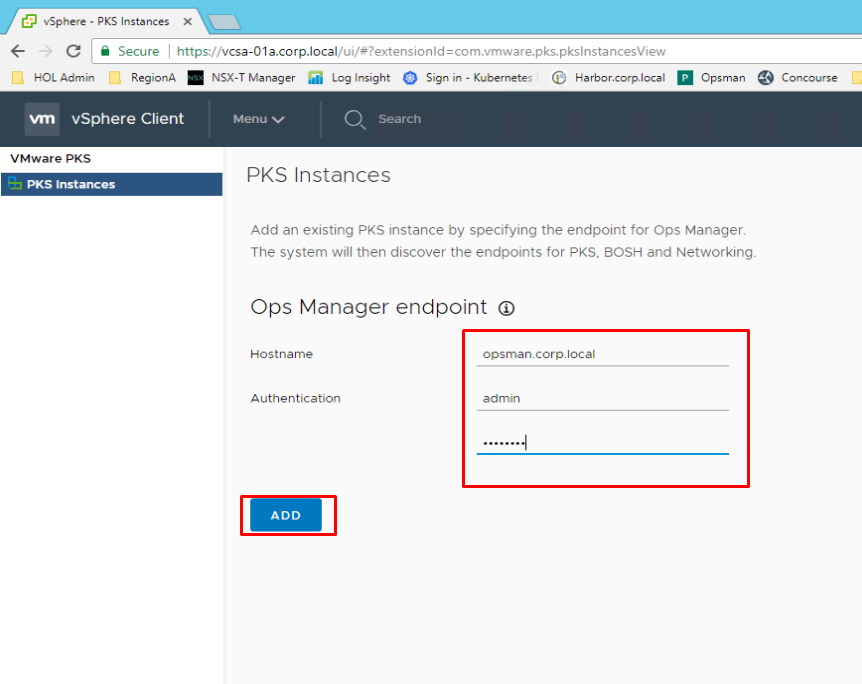 vSphere - PKS Instances
Secure https://vcsa-01a.corp.local/ui/#?extensionId=com.vmware.pks.pksInstancesView
HOL Admin RegionA NSX NSX-T Manager Log Insight Sign in - Kubernetes Harbor.corp.local P Opsman Concourse
vm vSphere Client Menu Search
VMware PKS
PKS Instances
PKS Instances
Add an existing PKS instance by specifying the endpoint for Ops Manager.
The system will then discover the endpoints for PKS, BOSH and Networking.
Ops Manager endpoint
Hostname opsman.corp.local
Authentication admin
••••••••
ADD